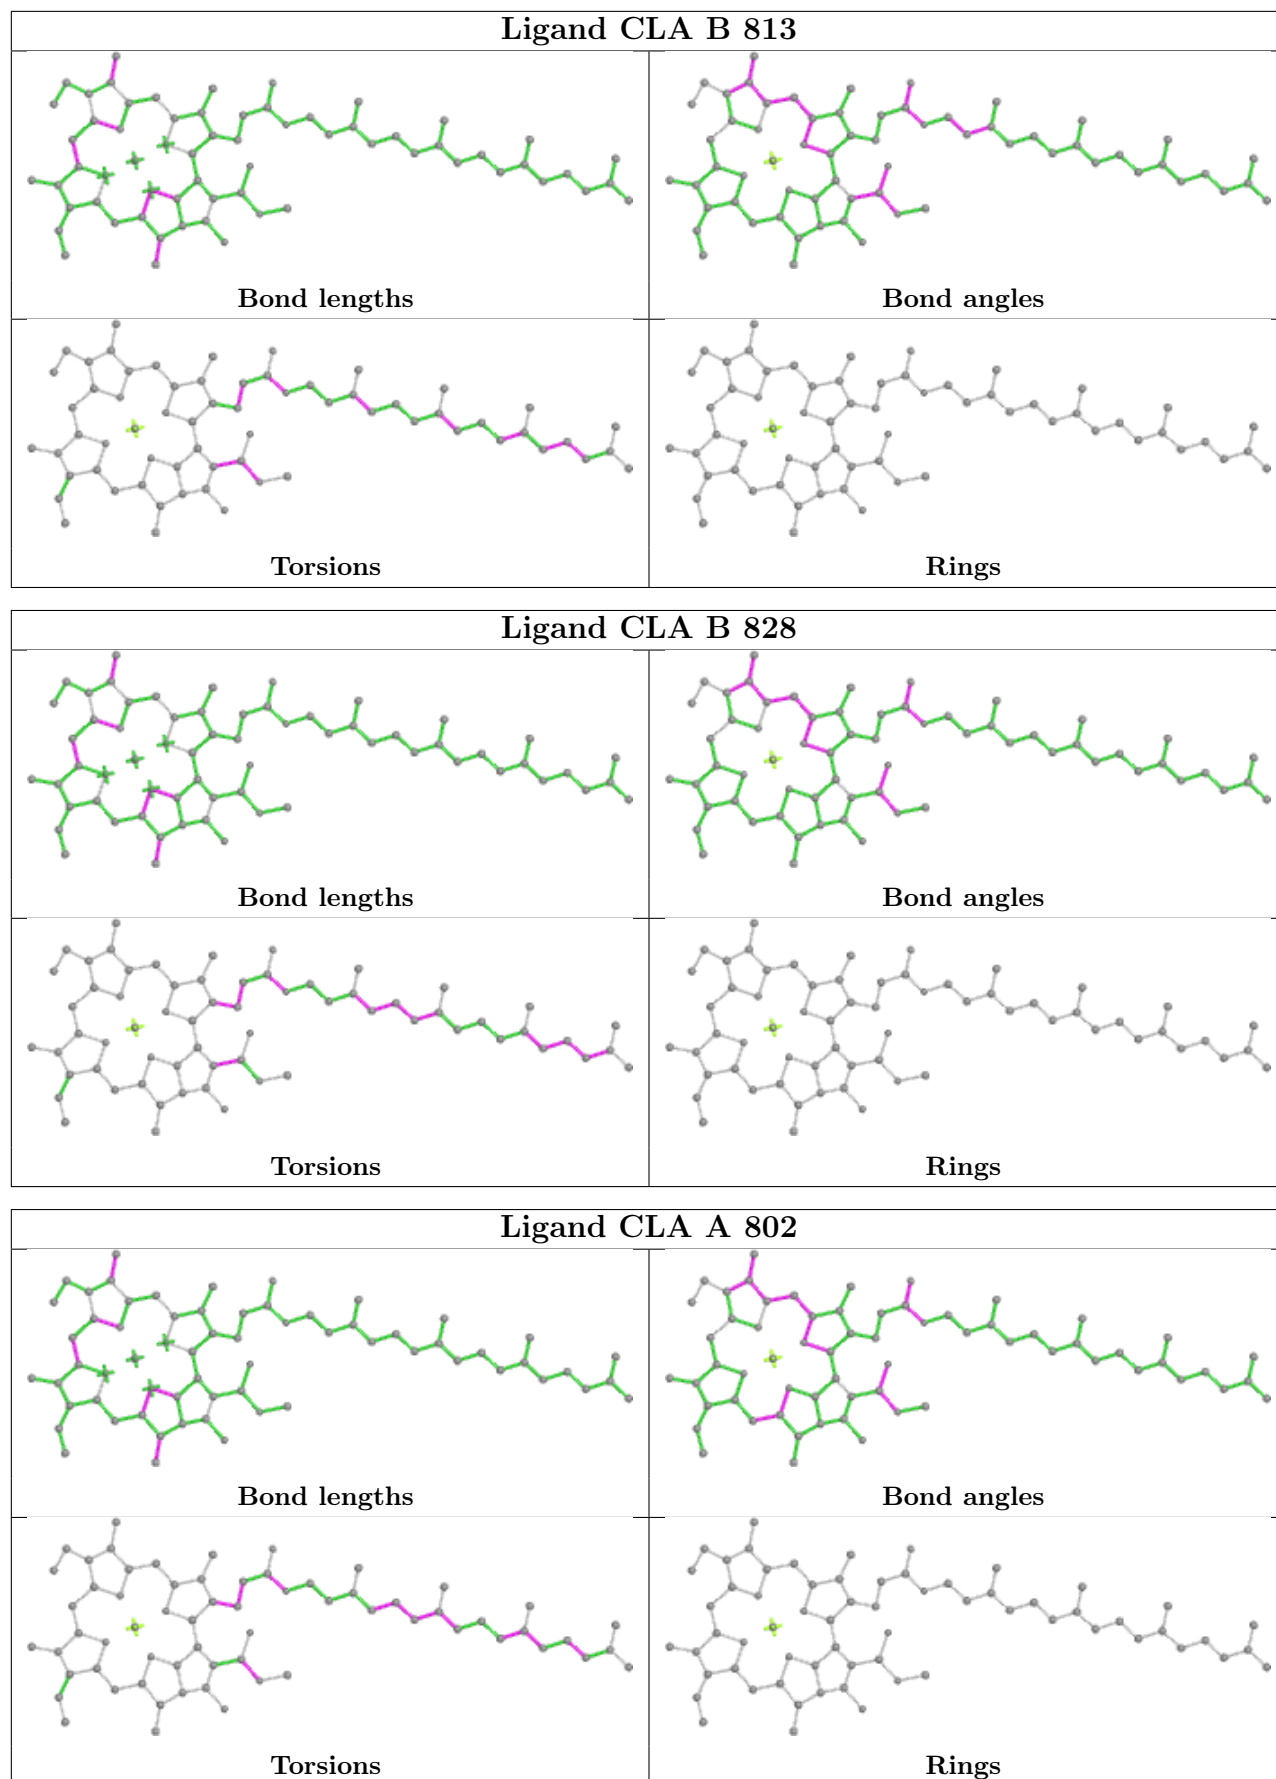 Ligand CLA B 813
Bond lengths
Bond angles
Torsions
Rings
Ligand CLA B 828
Bond lengths
Bond angles
Torsions
Rings
Ligand CLA A 802
Bond lengths
Bond angles
Torsions
Rings